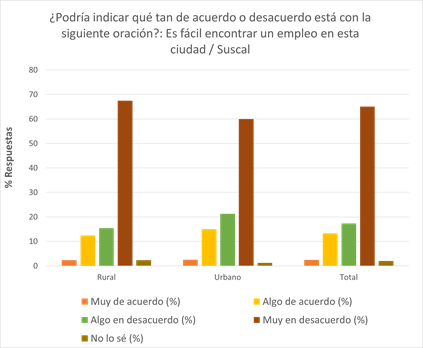 ¿Podría indicar qué tan de acuerdo o desacuerdo está con la
siguiente oración?: Es fácil encontrar un empleo en esta
ciudad / Suscal
80
70
60
50
40
30
20
10
0
% Respuestas
Rural Urbano Total
Muy de acuerdo (%) Algo de acuerdo (%)
Algo en desacuerdo (%) Muy en desacuerdo (%)
No lo sé (%)